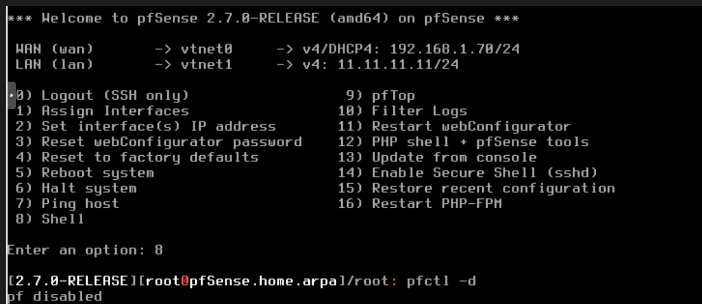 *** Welcome to pfSense 2.7.0-RELEASE (amd64) on pfSense ***
WAN (wan) -> vtnet0 -> v4/DHCP4: 192.168.1.70/24
LAN (lan) -> vtnet1 -> v4: 11.11.11.11/24
0) Logout (SSH only) 9) pfTop
1) Assign Interfaces 10) Filter Logs
2) Set interface(s) IP address 11) Restart webConfigurator
3) Reset webConfigurator password 12) PHP shell + pfSense tools
4) Reset to factory defaults 13) Update from console
5) Reboot system 14) Enable Secure Shell (sshd)
6) Halt system 15) Restore recent configuration
7) Ping host 16) Restart PHP-FPM
8) Shell
Enter an option: 8
[2.7.0-RELEASE][root@pfSense.home.arpa]/root: pfctl -d
pf disabled